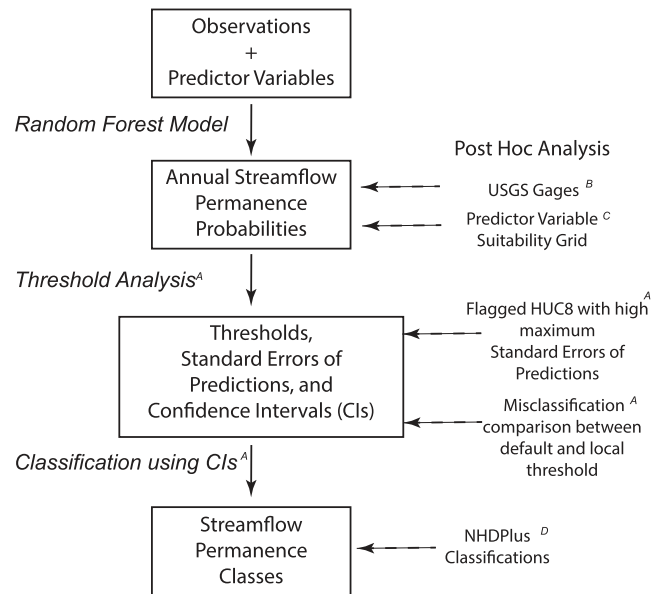 Observations
+
Predictor Variables
Random Forest Model
Post Hoc Analysis
Annual Streamflow
Permanence
Probabilities
USGS Gages B
Predictor Variable C
Suitability Grid
Threshold Analysis A
Thresholds,
Standard Errors of
Predictions, and
Confidence Intervals (CIs)
Flagged HUC8 with high A
maximum
Standard Errors of
Predictions
Misclassification A
comparison between
default and local
threshold
Classification using CIs A
Streamflow
Permanence
Classes
NHDPlus D
Classifications